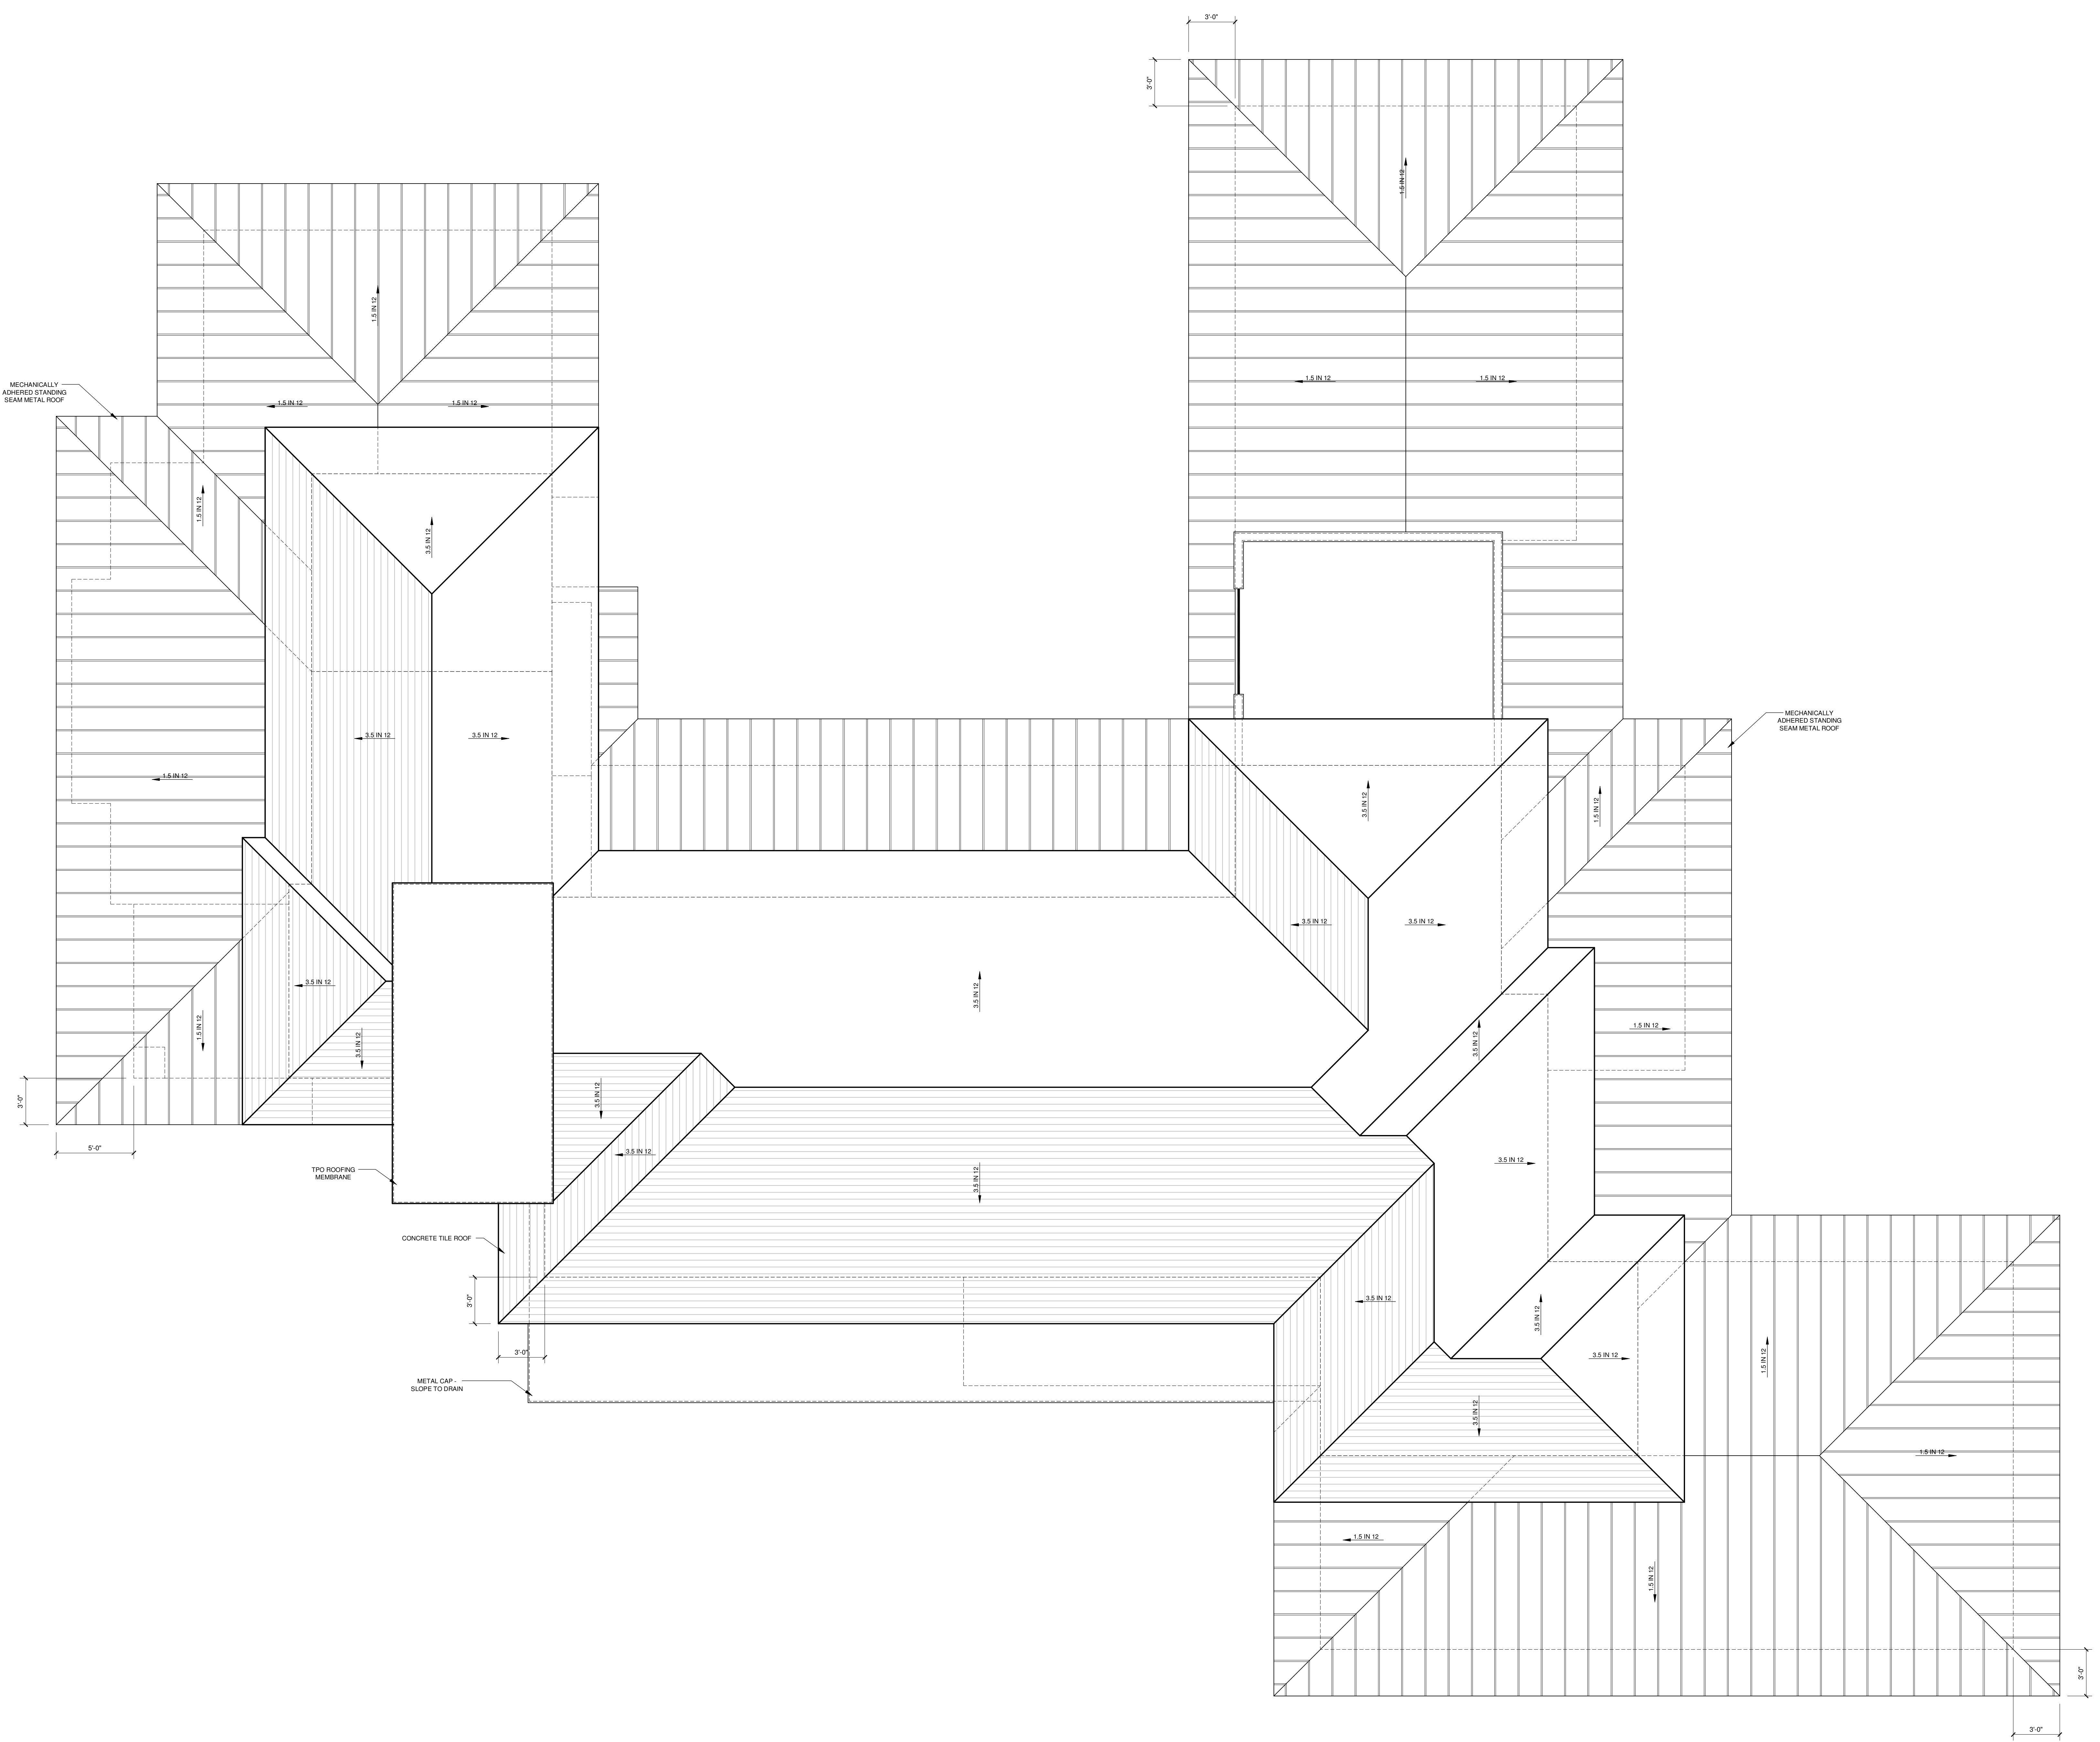 3'-0"
3'-0"
1.5 IN 12
1.5 IN 12
1.5 IN 12
1.5 IN 12
1.5 IN 12
1.5 IN 12
MECHANICALLY
ADHERED STANDING
SEAM METAL ROOF
1.5 IN 12
3.5 IN 12
MECHANICALLY
ADHERED STANDING
SEAM METAL ROOF
3.5 IN 12
3.5 IN 12
1.5 IN 12
3.5 IN 12
1.5 IN 12
3.5 IN 12
3.5 IN 12
3.5 IN 12
3.5 IN 12
1.5 IN 12
3.5 IN 12
3.5 IN 12
1.5 IN 12
3'-0"
3.5 IN 12
5'-0"
3.5 IN 12
3.5 IN 12
3.5 IN 12
TPO ROOFING
MEMBRANE
CONCRETE TILE ROOF
3'-0"
3.5 IN 12
3.5 IN 12
3'-0"
3.5 IN 12
1.5 IN 12
METAL CAP -
SLOPE TO DRAIN
3.5 IN 12
1.5 IN 12
1.5 IN 12
1.5 IN 12
3'-0"
3'-0"